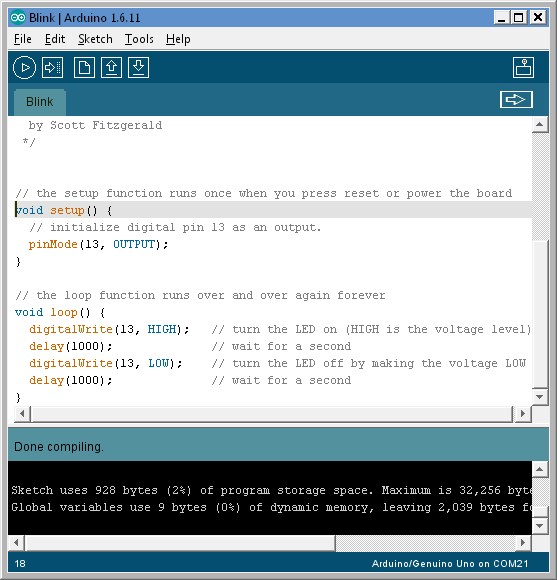 Blink | Arduino 1.6.11
File Edit Sketch Tools Help
Blink
by Scott Fitzgerald
*/
// the setup function runs once when you press reset or power the board
void setup() {
// initialize digital pin 13 as an output.
pinMode(13, OUTPUT);
}
// the loop function runs over and over again forever
void loop() {
digitalWrite(13, HIGH);   // turn the LED on (HIGH is the voltage level)
delay(1000);              // wait for a second
digitalWrite(13, LOW);    // turn the LED off by making the voltage LOW
delay(1000);              // wait for a second
}
Done compiling.
Sketch uses 928 bytes (2%) of program storage space. Maximum is 32,256
Global variables use 9 bytes (0%) of dynamic memory, leaving 2,039 bytes
18 Arduino/Genuino Uno on COM21